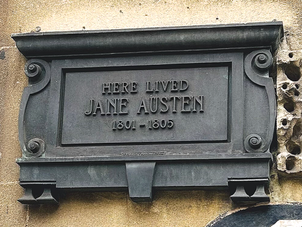 HERE LIVED
JANE AUSTEN
1801 - 1805